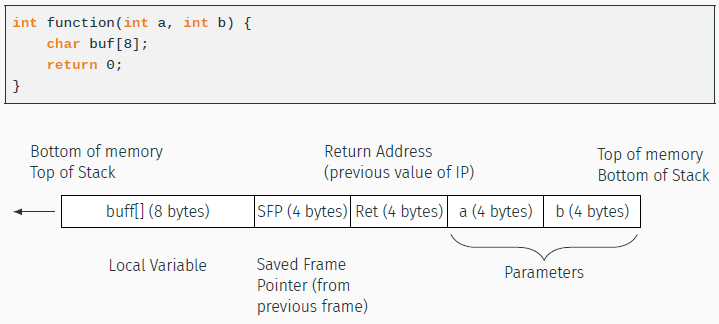 int function(int a, int b) {
    char buf[8];
    return 0;
}
Bottom of memory
Top of Stack
Return Address
(previous value of IP)
Top of memory
Bottom of Stack
buff[] (8 bytes)
SFP (4 bytes)
Ret (4 bytes)
a (4 bytes)
b (4 bytes)
Local Variable
Saved Frame
Pointer (from
previous frame)
Parameters